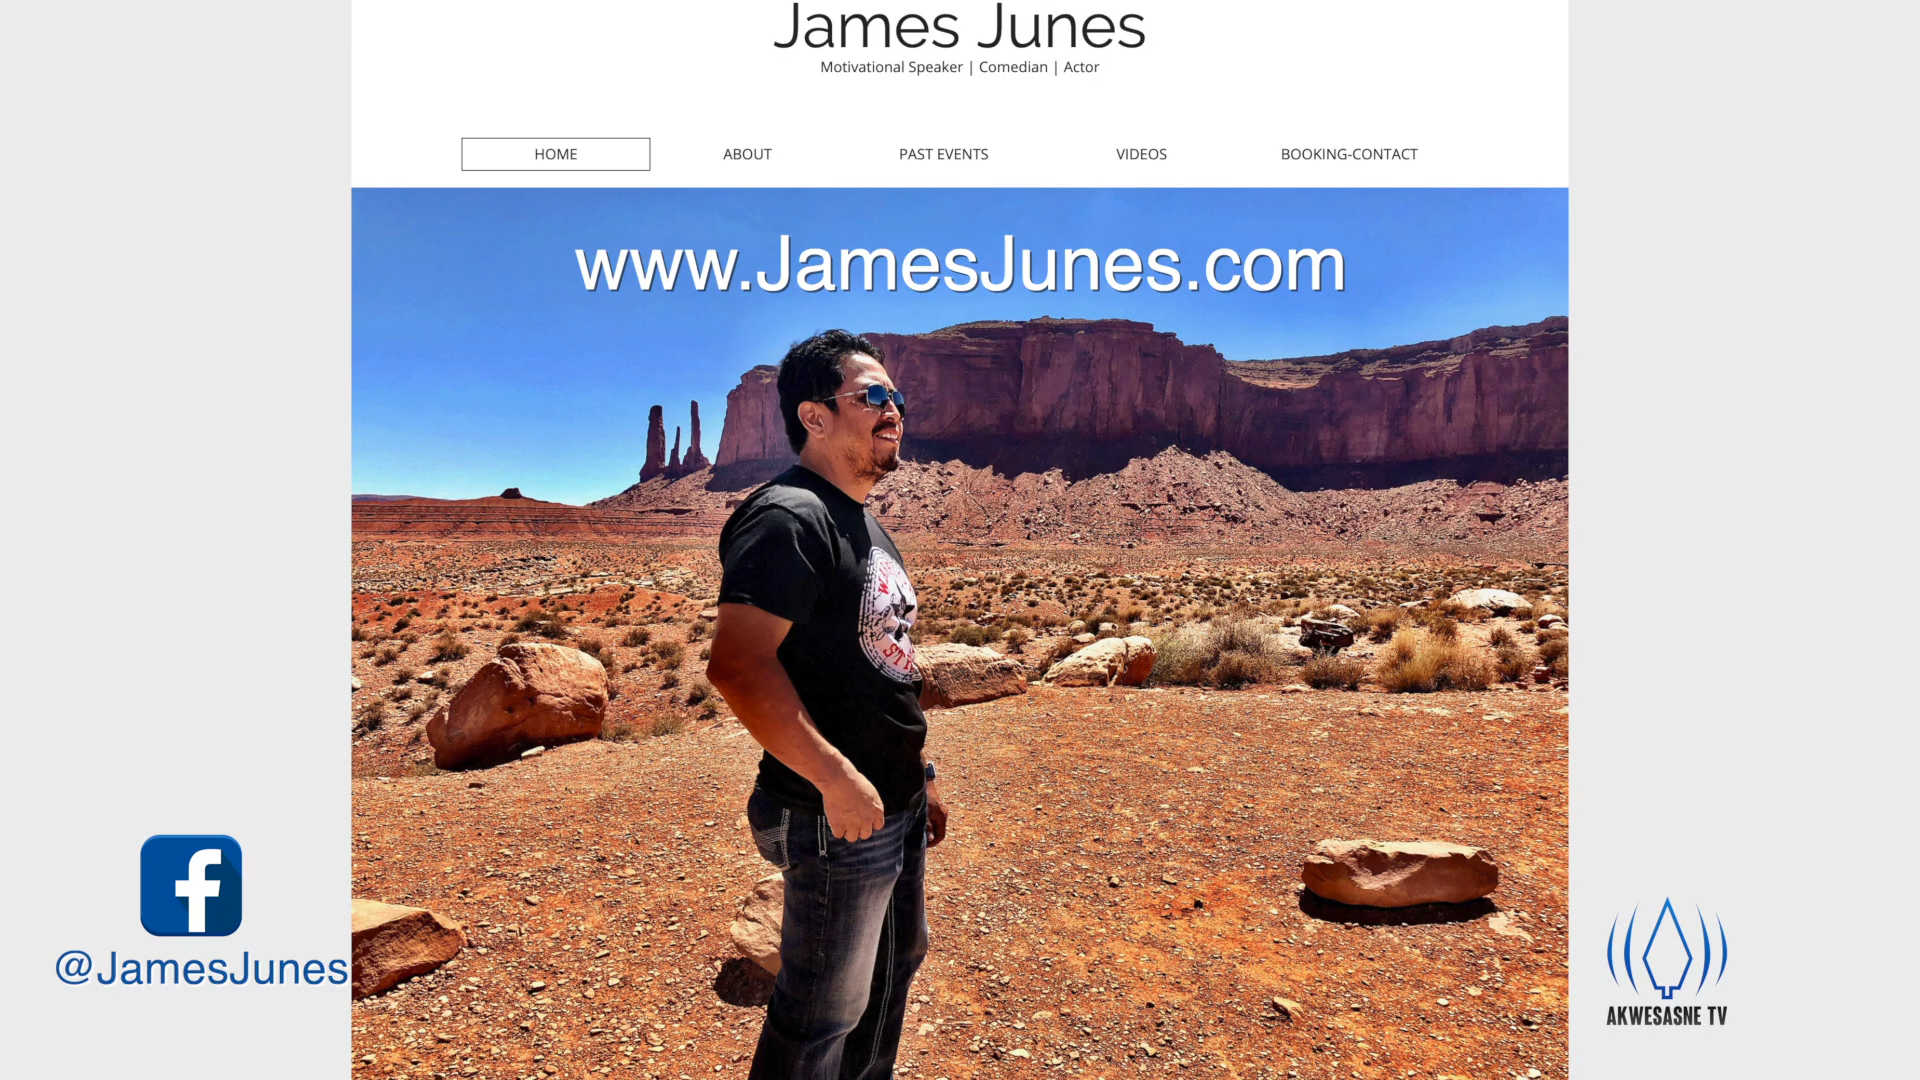 James Junes
Motivational Speaker | Comedian | Actor
HOME
ABOUT
PAST EVENTS
VIDEOS
BOOKING-CONTACT
www.JamesJunes.com
@JamesJunes
AKWESASNE TV